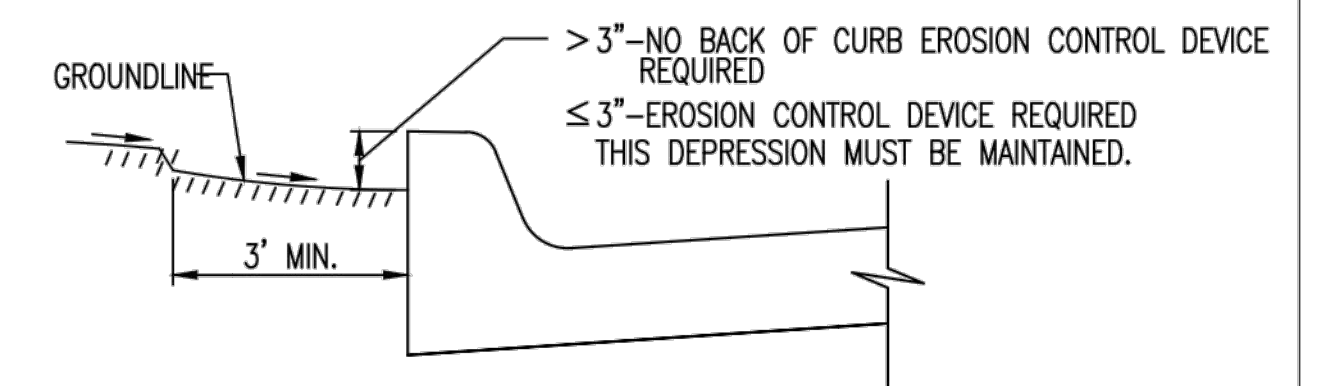 >3"-NO BACK OF CURB EROSION CONTROL DEVICE
REQUIRED
GROUNDLINE
≤3"-EROSION CONTROL DEVICE REQUIRED
THIS DEPRESSION MUST BE MAINTAINED.
3' MIN.